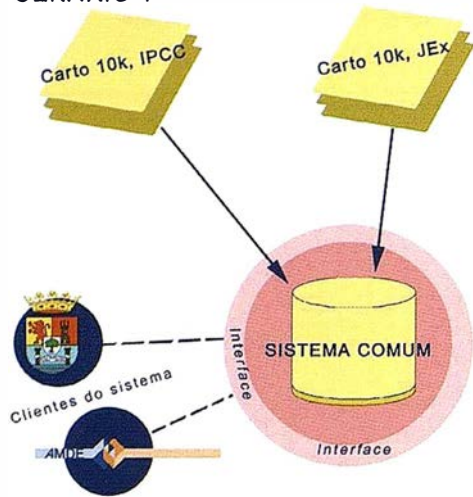 Carto 10k, IPCC
Carto 10k, JEx
Interface
SISTEMA COMUM
Clientes do sistema
AMDE
Interface